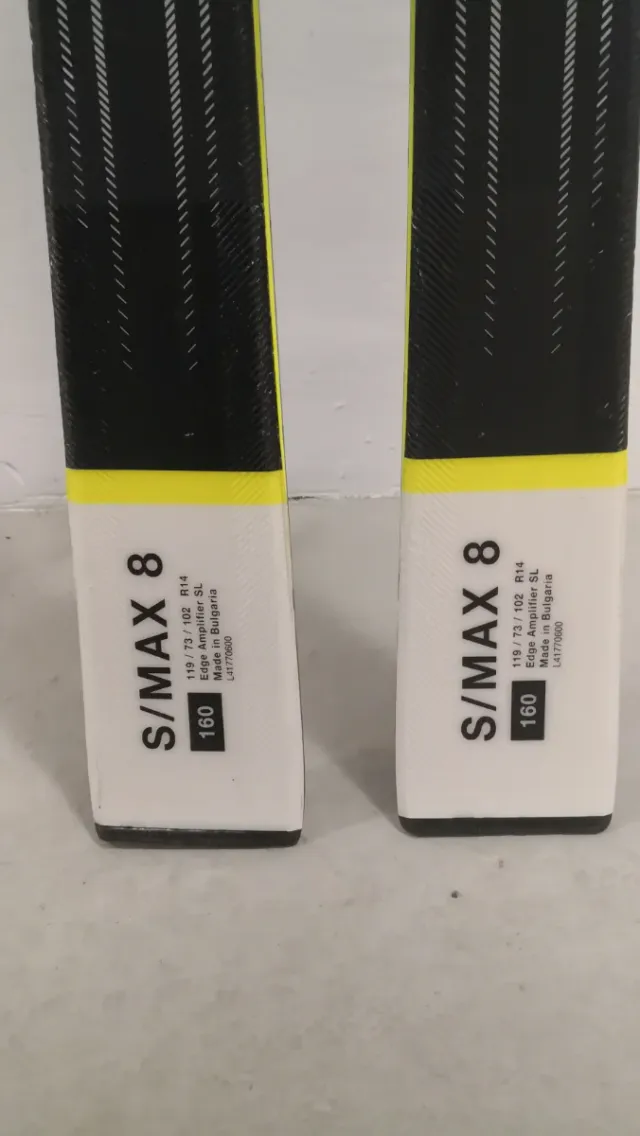 S/MAX 8
160
119 / 73 / 102 R14
Edge Amplifier SL
Made in Bulgaria
L41770600
S/MAX 8
160
119 / 73 / 102 R14
Edge Amplifier SL
Made in Bulgaria
L41770600